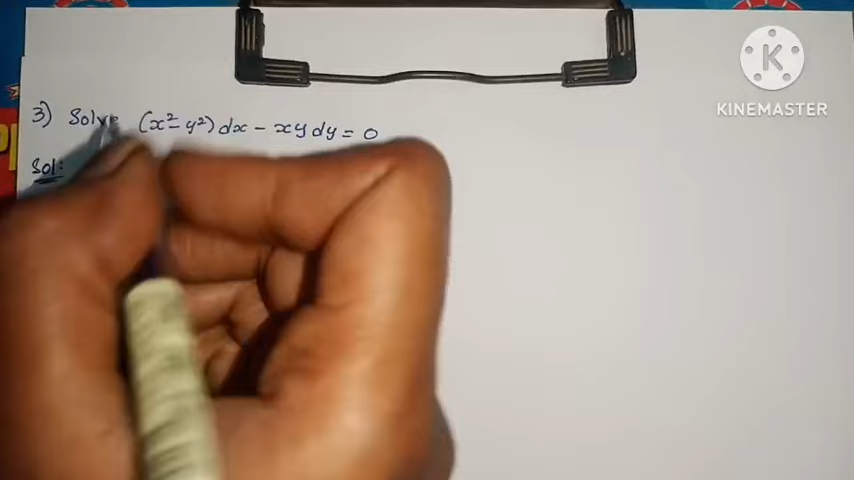 3) Solve (x² - y²) dx - xy dy = 0
Sol:
KINEMASTER